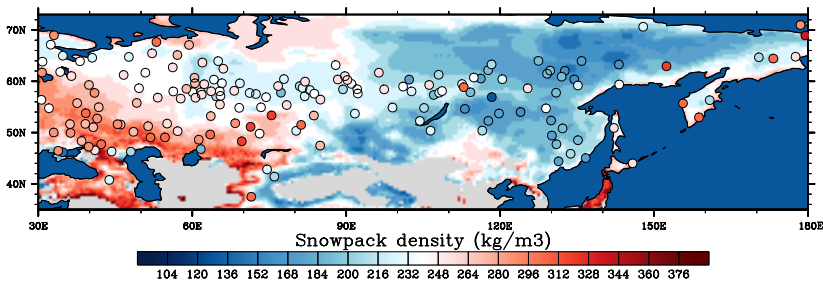 70N
60N
50N
40N
30E 60E 90E 120E 150E 180E
Snowpack density (kg/m3)
104 120 136 152 168 184 200 216 232 248 264 280 296 312 328 344 360 376